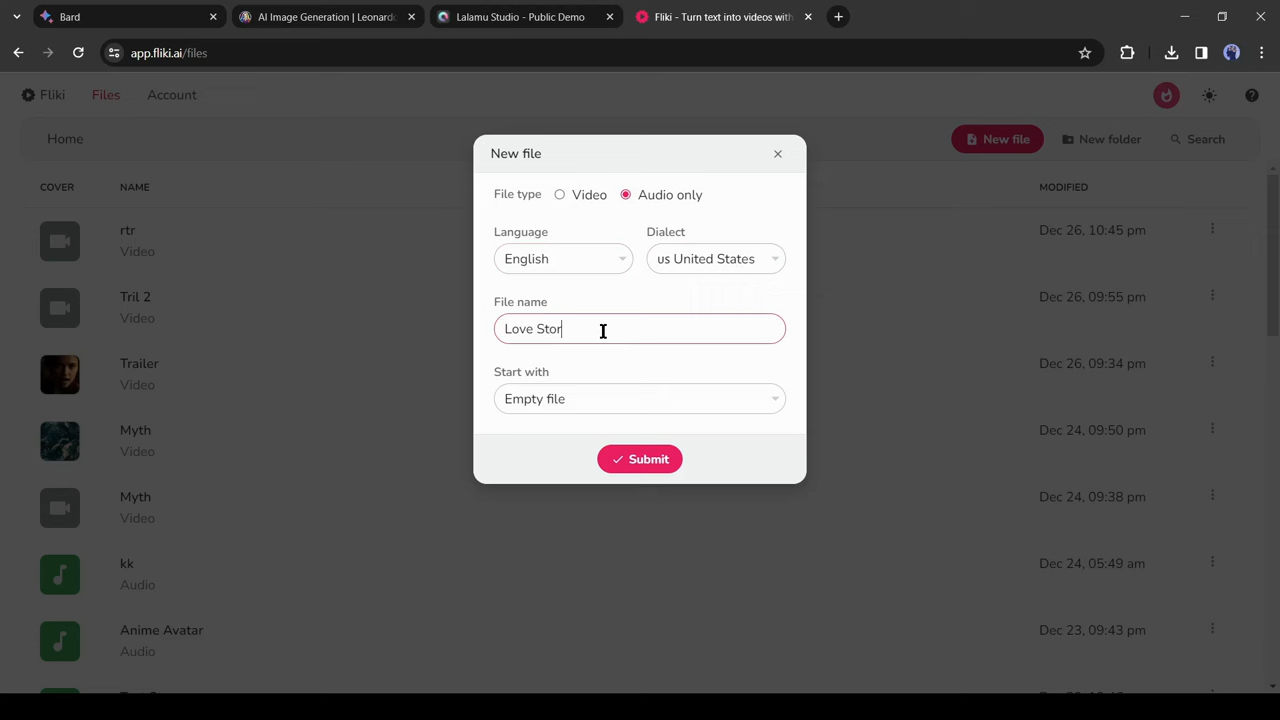 Bard
AI Image Generation | Leonardo
Lalamu Studio - Public Demo
Fliki - Turn text into videos with
app.fliki.ai/files
Fliki
Files
Account
Home
New file
New folder
Search
COVER
NAME
MODIFIED
rtr
Video
Dec 26, 10:45 pm
Tril 2
Video
Dec 26, 09:55 pm
Trailer
Video
Dec 26, 09:34 pm
Myth
Video
Dec 24, 09:50 pm
Myth
Video
Dec 24, 09:38 pm
kk
Audio
Dec 24, 05:49 am
Anime Avatar
Audio
Dec 23, 09:43 pm
New file
File type
Video
Audio only
Language
Dialect
English
us United States
File name
Love Stor
Start with
Empty file
Submit